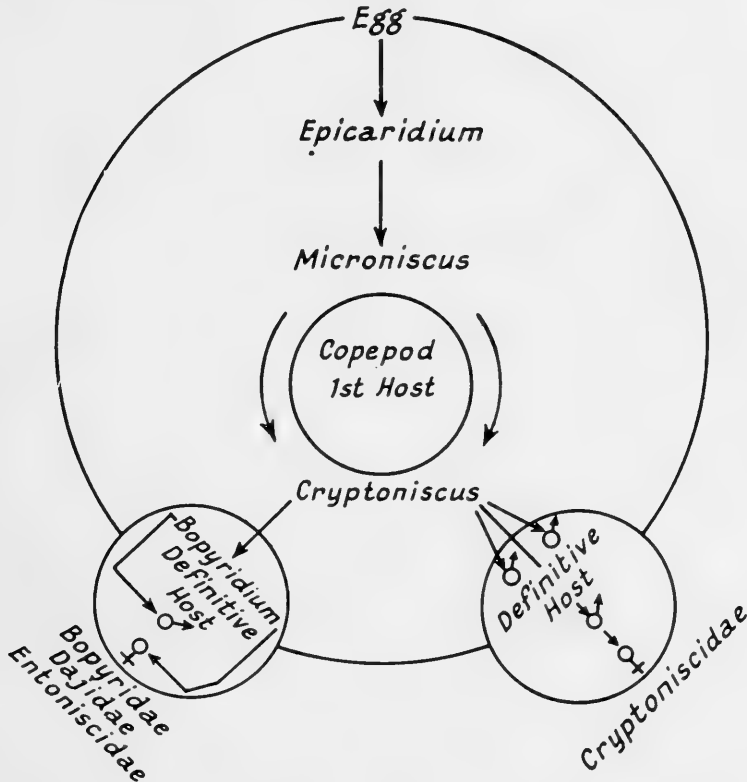 Egg
Epicaridium
Microniscus
Copepod
1st Host
Cryptoniscus
Bopyridium
Definitive
Host
Bopyridae
Dajidae
Entoniscidae
Definitive
Host
Cryptoniscidae